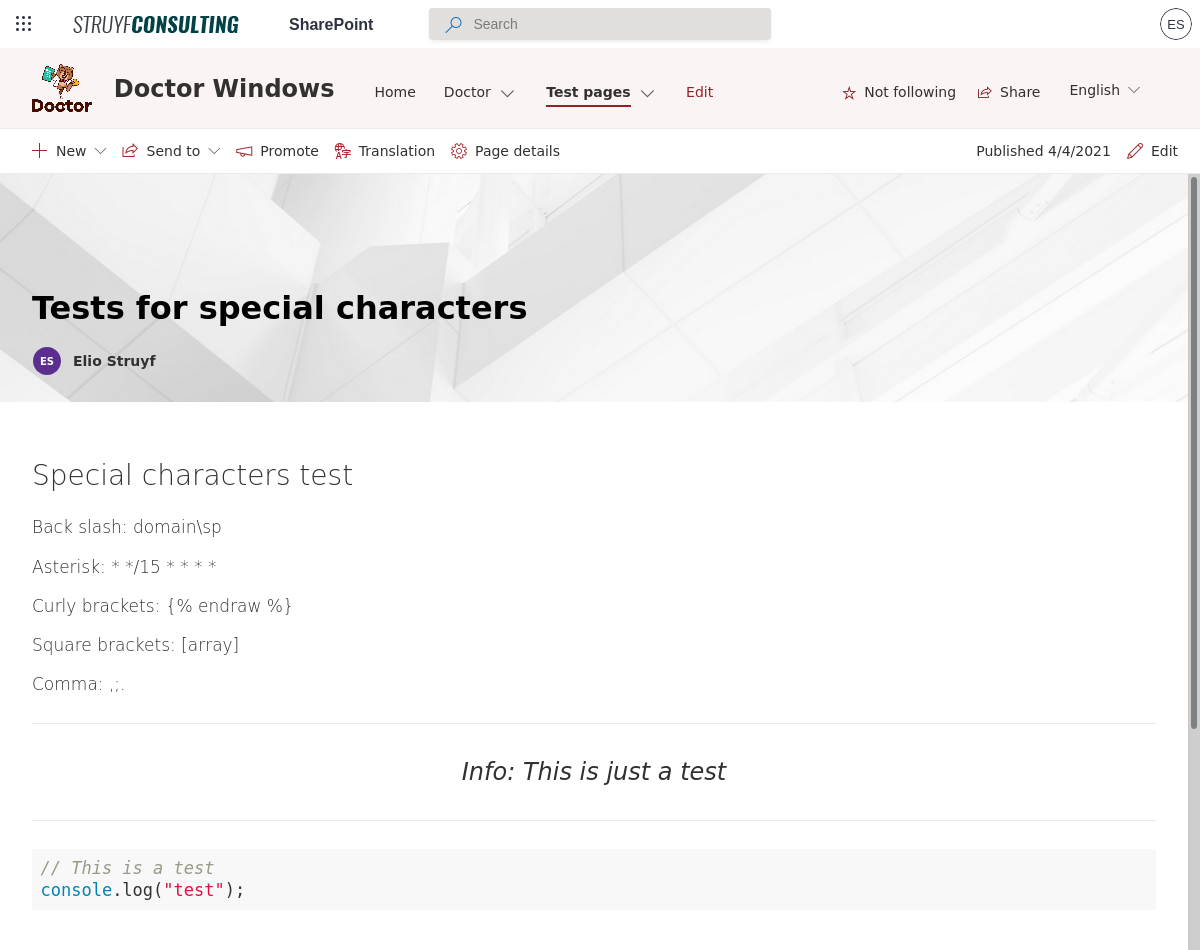 STRUYFCONSULTING SharePoint Search ES
Doctor
Doctor Windows Home Doctor Test pages Edit Not following Share English
New Send to Promote Translation Page details Published 4/4/2021 Edit
Tests for special characters
ES Elio Struyf
Special characters test
Back slash: domain\sp
Asterisk: * */15 * * * *
Curly brackets: {% endraw %}
Square brackets: [array]
Comma: ,;.
Info: This is just a test
// This is a test
console.log("test");